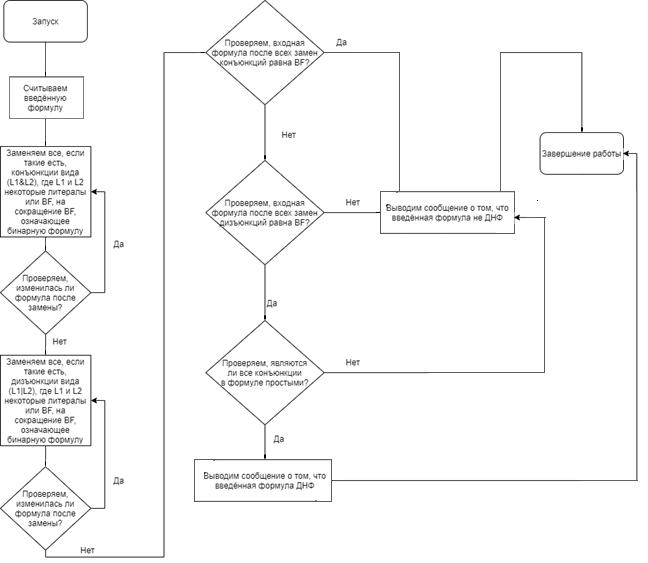 Запуск
Считываем
введённую
формулу
Заменяем все, если
такие есть,
конъюнкции вида
(L1&L2), где L1 и L2
некоторые литералы
или BF, на
сокращение BF,
означающее
бинарную формулу
Да
Проверяем,
изменилась ли
формула после
замены?
Нет
Заменяем все, если
такие есть,
дизъюнкции вида
(L1|L2), где L1 и L2
некоторые литералы
или BF, на
сокращение BF,
означающее
бинарную формулу
Да
Проверяем,
изменилась ли
формула после
замены?
Нет
Проверяем, входная
формула после всех замен
конъюнкций равна BF?
Да
Нет
Проверяем, входная
формула после всех замен
дизъюнкций равна BF?
Нет
Выводим сообщение о том, что
введённая формула не ДНФ
Завершение работы
Да
Проверяем, являются
ли все конъюнкции
в формуле простыми?
Нет
Да
Выводим сообщение о том, что
введённая формула ДНФ